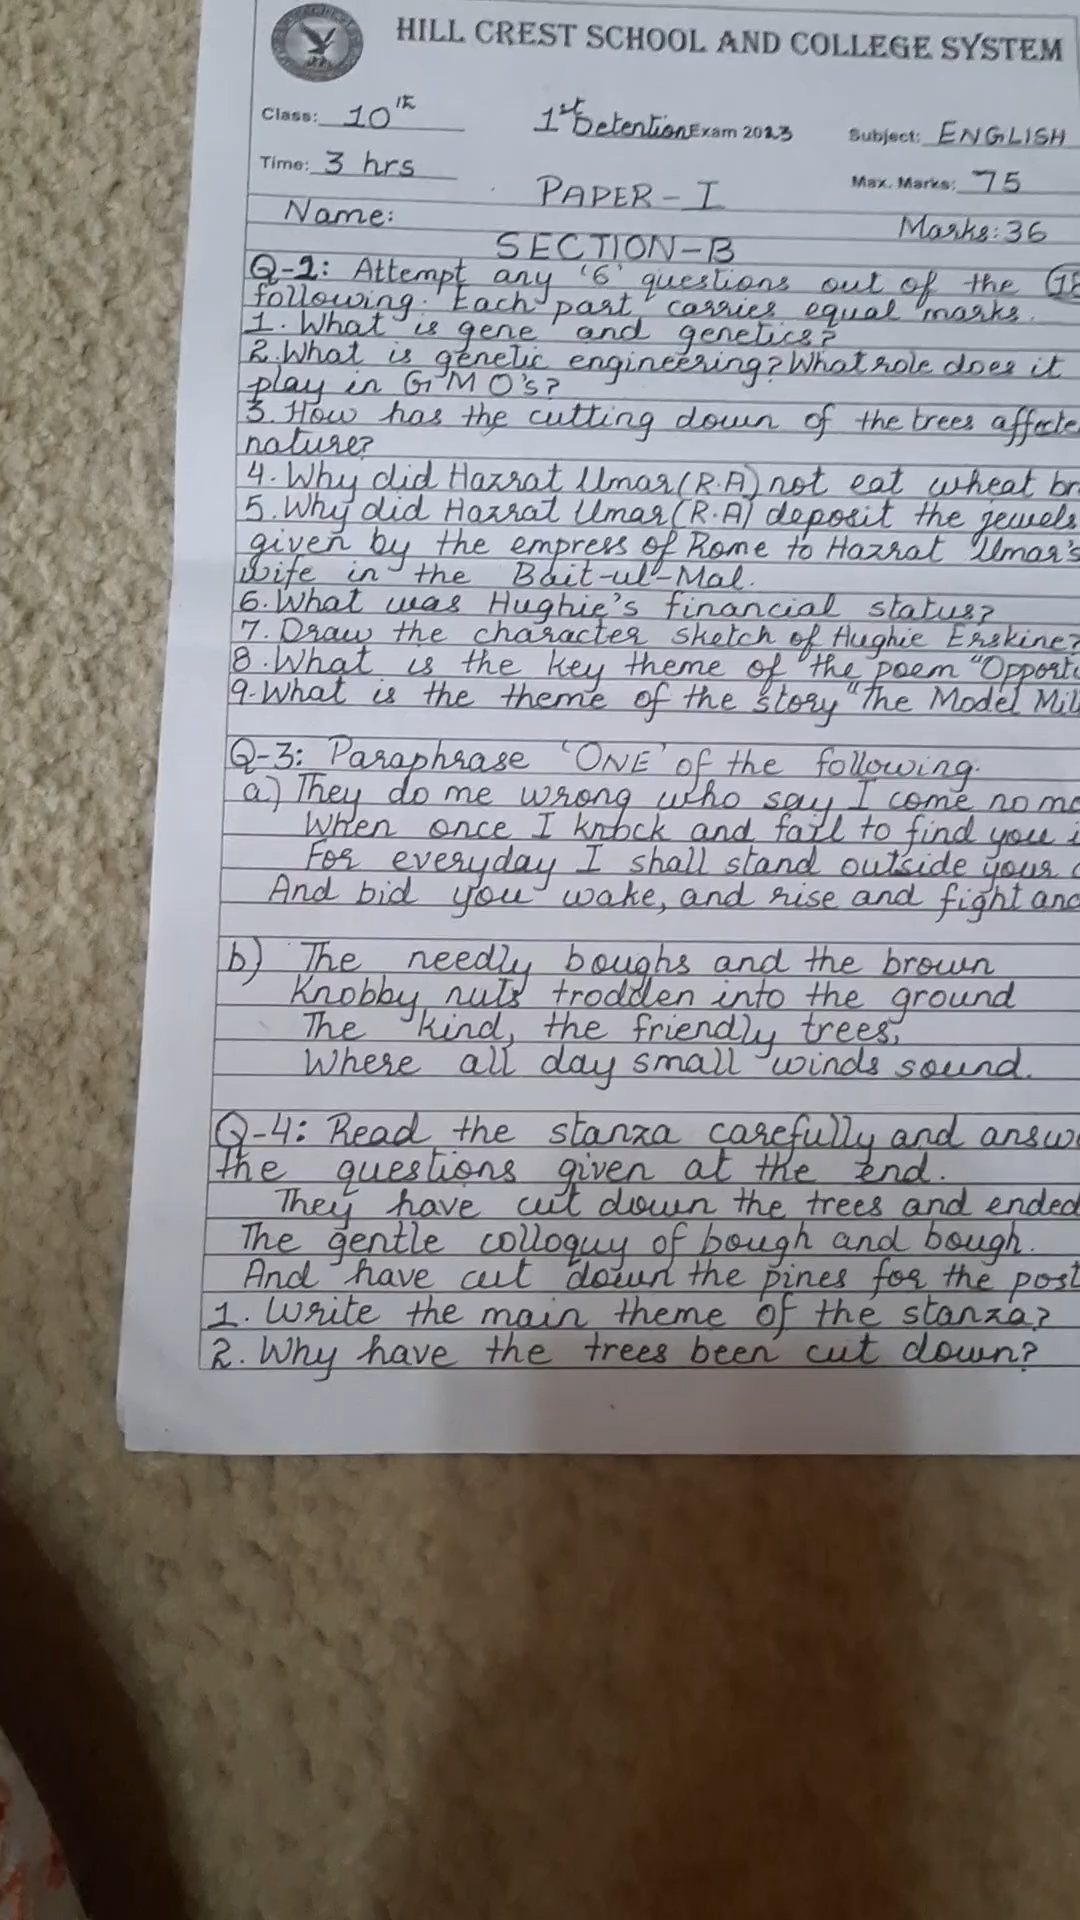 HILL CREST SCHOOL AND COLLEGE SYSTEM
Class: 10th 1st Detention Exam 2023 Subject: ENGLISH
Time: 3 hrs PAPER-I Max. Marks: 75
Name: Marks: 36
SECTION-B
Q-2: Attempt any '6' questions out of the
following. Each part carries equal marks.
1. What is gene and genetics?
2. What is genetic engineering? What role does it
play in GMO's?
3. How has the cutting down of the trees
nature?
4. Why did Hazrat Umar (R.A) not eat wheat
5. Why did Hazrat Umar (R.A) deposit the jewels
given by the empress of Rome to Hazrat Umar's
wife in the Bait-ul-Mal.
6. What was Hughie's financial status?
7. Draw the character sketch of Hughie Erskine?
8. What is the key theme of the poem "
9. What is the theme of the story "The Model
Q-3: Paraphrase 'ONE' of the following.
a) They do me wrong who say I come no
When once I knock and fail to find you
For everyday I shall stand outside your
And bid you wake, and rise and fight
b) The needly boughs and the brown
Knobby nuts trodden into the ground
The kind, the friendly trees,
Where all day small winds sound.
Q-4: Read the stanza carefully and
the questions given at the end.
They have cut down the trees and ended
The gentle colloquy of bough and bough.
And have cut down the pines for the
1. Write the main theme of the stanza?
2. Why have the trees been cut down?